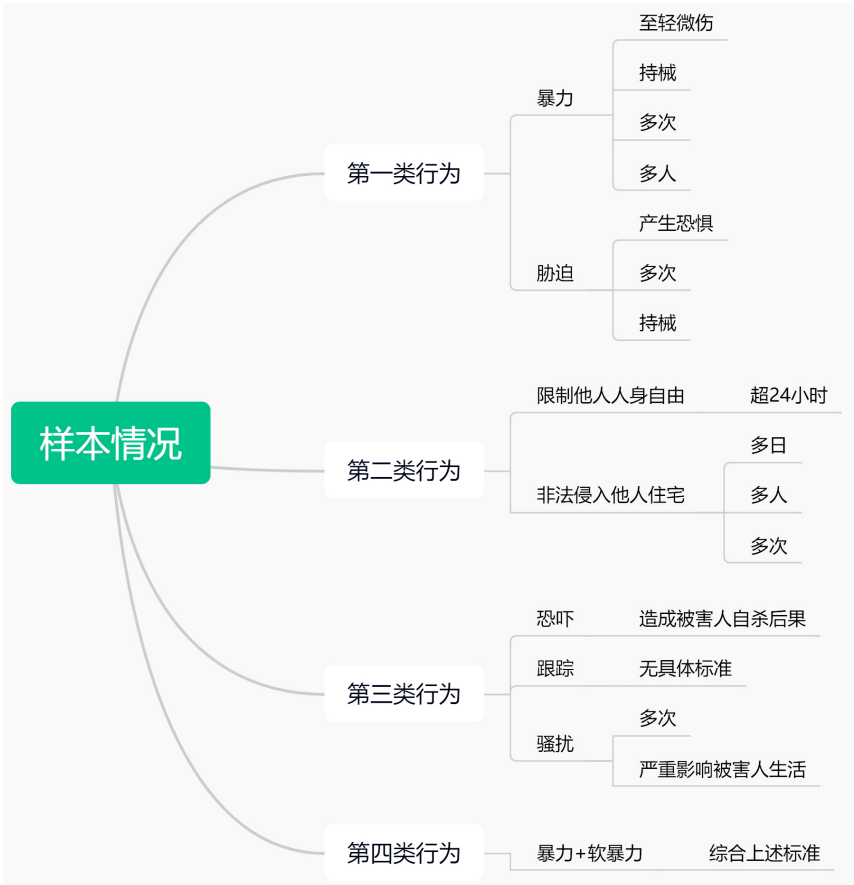 样本情况
第一类行为
暴力
至轻微伤
持械
多次
多人
胁迫
产生恐惧
多次
持械
第二类行为
限制他人人身自由
超24小时
非法侵入他人住宅
多日
多人
多次
第三类行为
恐吓
造成被害人自杀后果
跟踪
无具体标准
骚扰
多次
严重影响被害人生活
第四类行为
暴力+软暴力
综合上述标准